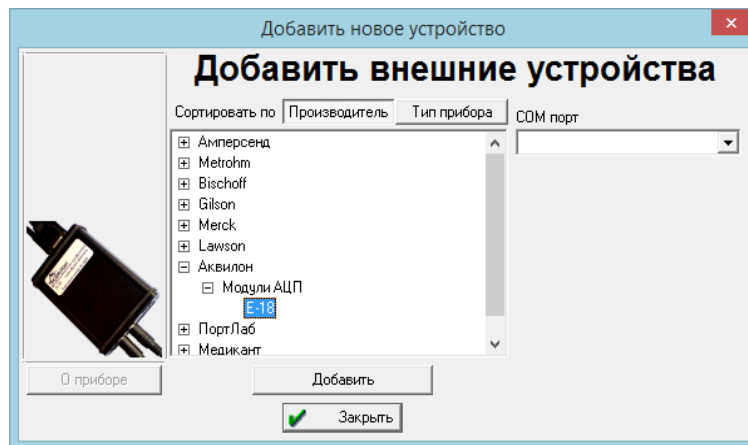 Добавить новое устройство
Добавить внешние устройства
Сортировать по Производитель Тип прибора COM порт
Амперсенд
Metrohm
Bischoff
Gilson
Merck
Lawson
Аквилон
Модули АЦП
E-18
ПортЛаб
Медикант
О приборе Добавить
Закрыть